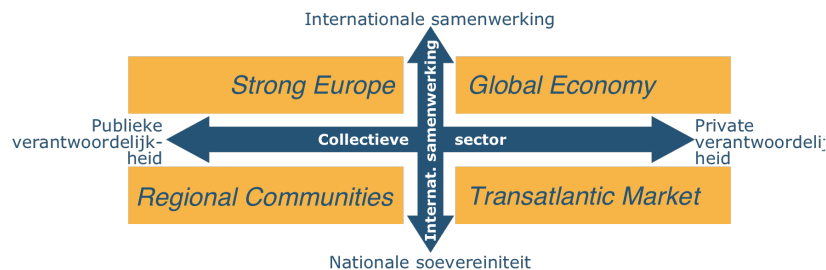 Internationale samenwerking
Strong Europe
Global Economy
Internat. samenwerking
Publieke
verantwoordelijk-
heid
Collectieve sector
Private
verantwoordelij
heid
Regional Communities
Transatlantic Market
Nationale soevereiniteit